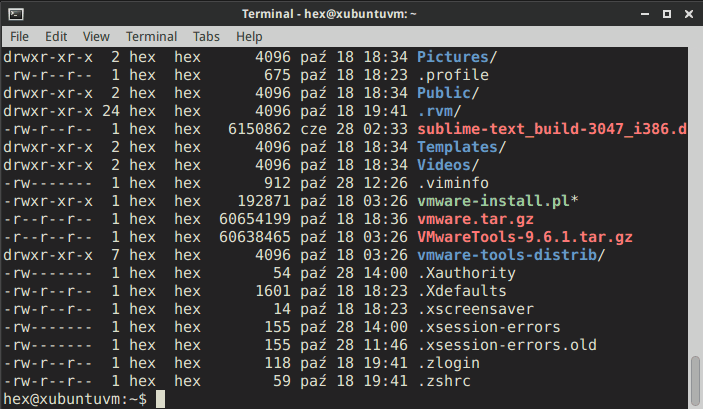 Terminal - hex@xubuntuvm: ~
File Edit View Terminal Tabs Help
drwxr-xr-x  2 hex  hex      4096 paź 18 18:34 Pictures/
-rw-r--r--  1 hex  hex       675 paź 18 18:23 .profile
drwxr-xr-x  2 hex  hex      4096 paź 18 18:34 Public/
drwxr-xr-x 24 hex  hex      4096 paź 18 19:41 .rvm/
-rw-r--r--  1 hex  hex   6150862 cze 28 02:33 sublime-text_build-3047_i386.d
drwxr-xr-x  2 hex  hex      4096 paź 18 18:34 Templates/
drwxr-xr-x  2 hex  hex      4096 paź 18 18:34 Videos/
-rw-------  1 hex  hex       912 paź 28 12:26 .viminfo
-rwxr-xr-x  1 hex  hex    192871 paź 18 03:26 vmware-install.pl*
-r--r--r--  1 hex  hex  60654199 paź 18 18:36 vmware.tar.gz
-r--r--r--  1 hex  hex  60638465 paź 18 03:26 VMwareTools-9.6.1.tar.gz
drwxr-xr-x  7 hex  hex      4096 paź 18 03:26 vmware-tools-distrib/
-rw-------  1 hex  hex        54 paź 28 14:00 .Xauthority
-rw-r--r--  1 hex  hex      1601 paź 18 18:23 .Xdefaults
-rw-r--r--  1 hex  hex        14 paź 18 18:23 .xscreensaver
-rw-------  1 hex  hex       155 paź 28 14:00 .xsession-errors
-rw-------  1 hex  hex       155 paź 28 11:46 .xsession-errors.old
-rw-r--r--  1 hex  hex       118 paź 18 19:41 .zlogin
-rw-r--r--  1 hex  hex        59 paź 18 19:41 .zshrc
hex@xubuntuvm:~$